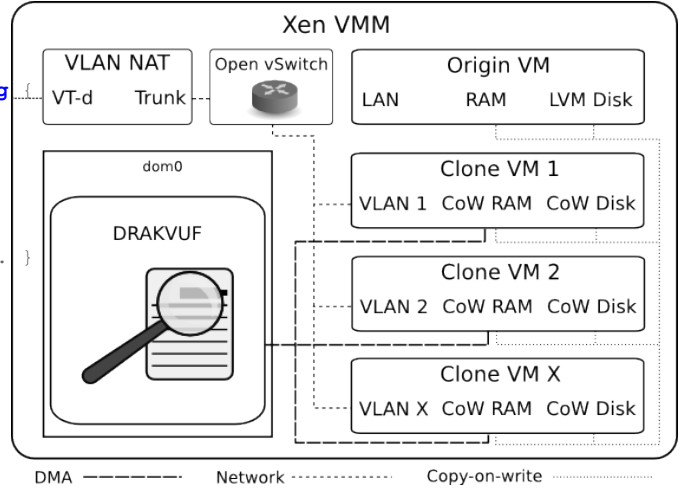 Xen VMM
VLAN NAT
VT-d Trunk
Open vSwitch
Origin VM
LAN RAM LVM Disk
dom0
DRAKVUF
Clone VM 1
VLAN 1 CoW RAM CoW Disk
Clone VM 2
VLAN 2 CoW RAM CoW Disk
Clone VM X
VLAN X CoW RAM CoW Disk
g {
. }
DMA Network Copy-on-write